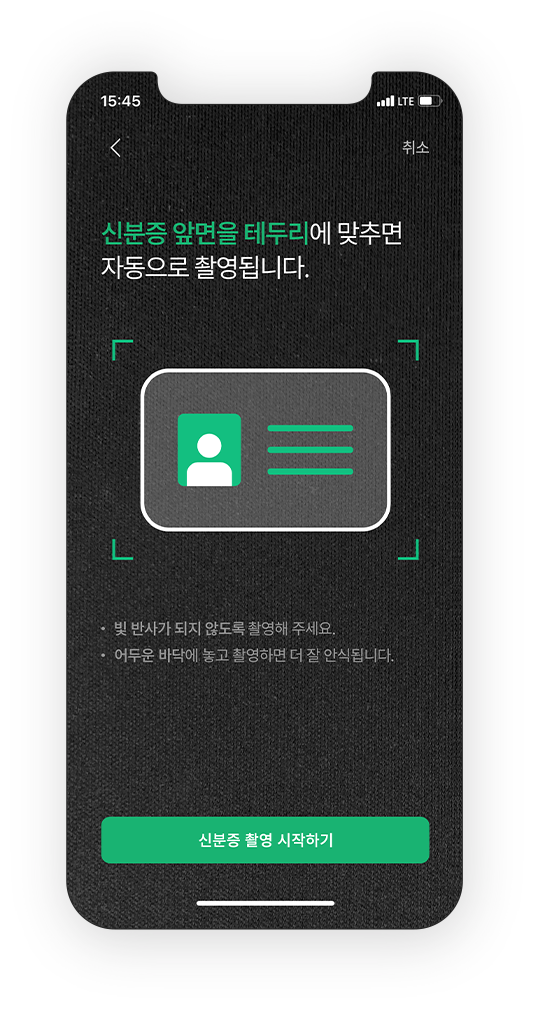 15:45 LTE
취소
신분증 앞면을 테두리에 맞추면
자동으로 촬영됩니다.
• 빛 반사가 되지 않도록 촬영해 주세요.
• 어두운 바닥에 놓고 촬영하면 더 잘 안식됩니다.
신분증 촬영 시작하기